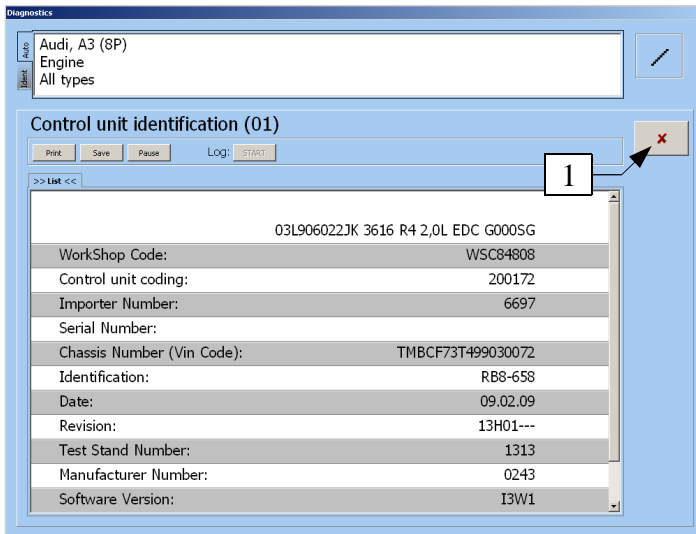 Diagnostics
Auto
Ident
Audi, A3 (8P)
Engine
All types
Control unit identification (01)
Print Save Pause Log: START
1
>> List <<
03L906022JK 3616 R4 2,0L EDC G000SG
WorkShop Code: WSC84808
Control unit coding: 200172
Importer Number: 6697
Serial Number:
Chassis Number (Vin Code): TMBCF73T499030072
Identification: RB8-658
Date: 09.02.09
Revision: 13H01---
Test Stand Number: 1313
Manufacturer Number: 0243
Software Version: I3W1